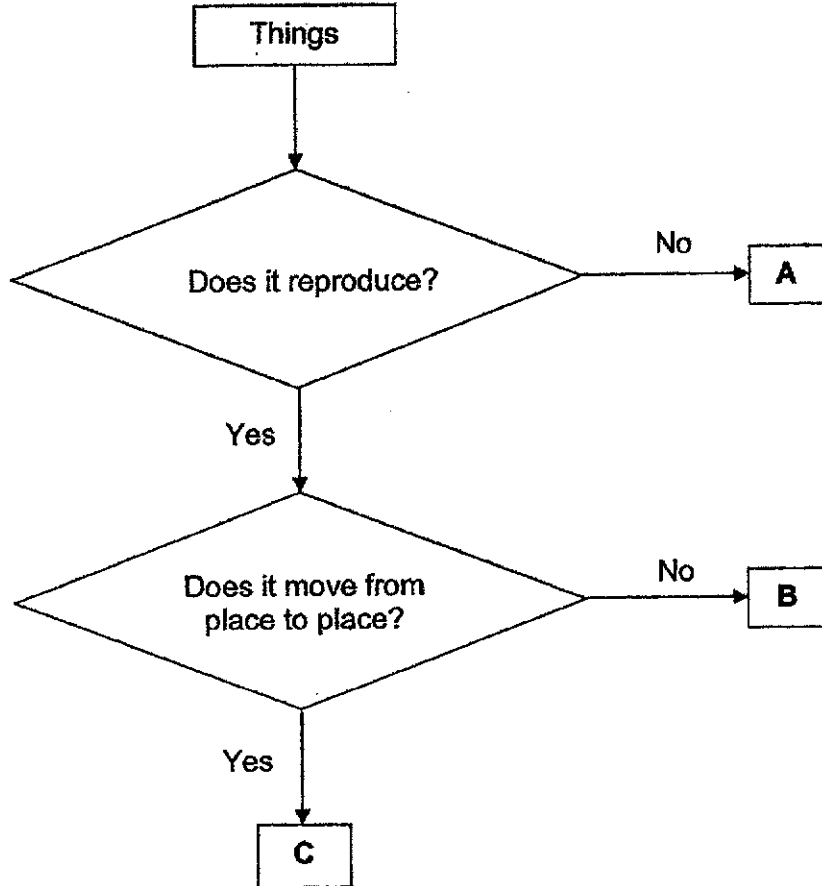 Things
Does it reproduce?
No
A
Yes
Does it move from
place to place?
No
B
Yes
C